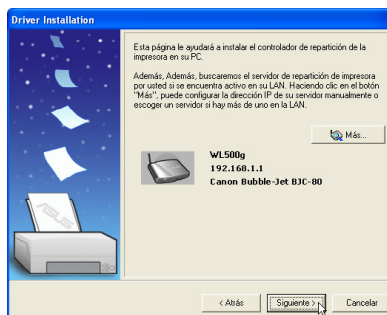 Driver Installation
Esta página le ayudará a instalar el controlador de repartición de la
impresora en su PC.
Además, Además, buscaremos el servidor de repartición de impresora
por usted si se encuentra activo en su LAN. Haciendo clic en el botón
"Más", puede configurar la dirección IP de su servidor manualmente o
escoger un servidor si hay más de uno en la LAN.
Más...
WL500g
192.168.1.1
Canon Bubble-Jet BJC-80
ASUS
< Atrás
Siguiente >
Cancelar